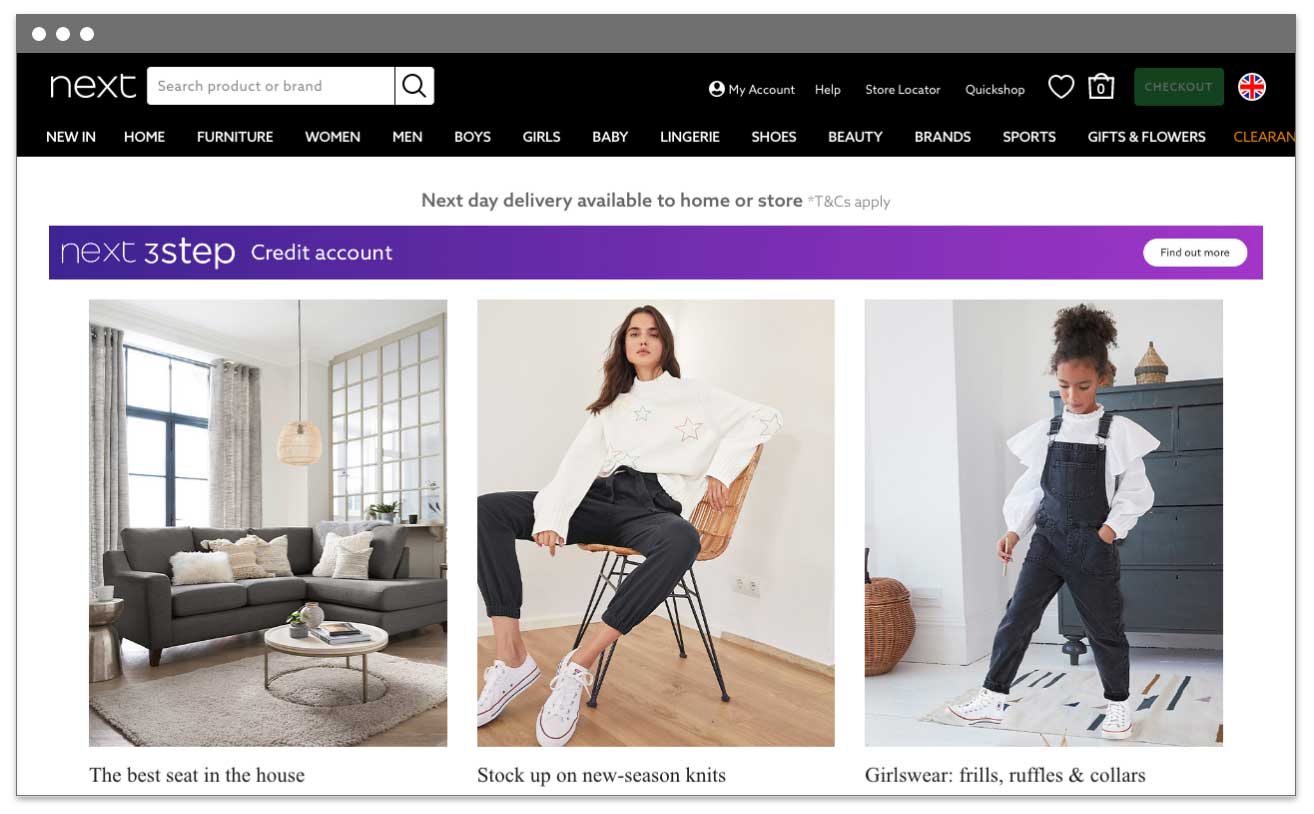 next
Search product or brand
My Account Help Store Locator Quickshop 0 CHECKOUT
NEW IN HOME FURNITURE WOMEN MEN BOYS GIRLS BABY LINGERIE SHOES BEAUTY BRANDS SPORTS GIFTS & FLOWERS CLEARAN
Next day delivery available to home or store *T&Cs apply
next 3step Credit account Find out more
The best seat in the house
Stock up on new-season knits
Girlswear: frills, ruffles & collars